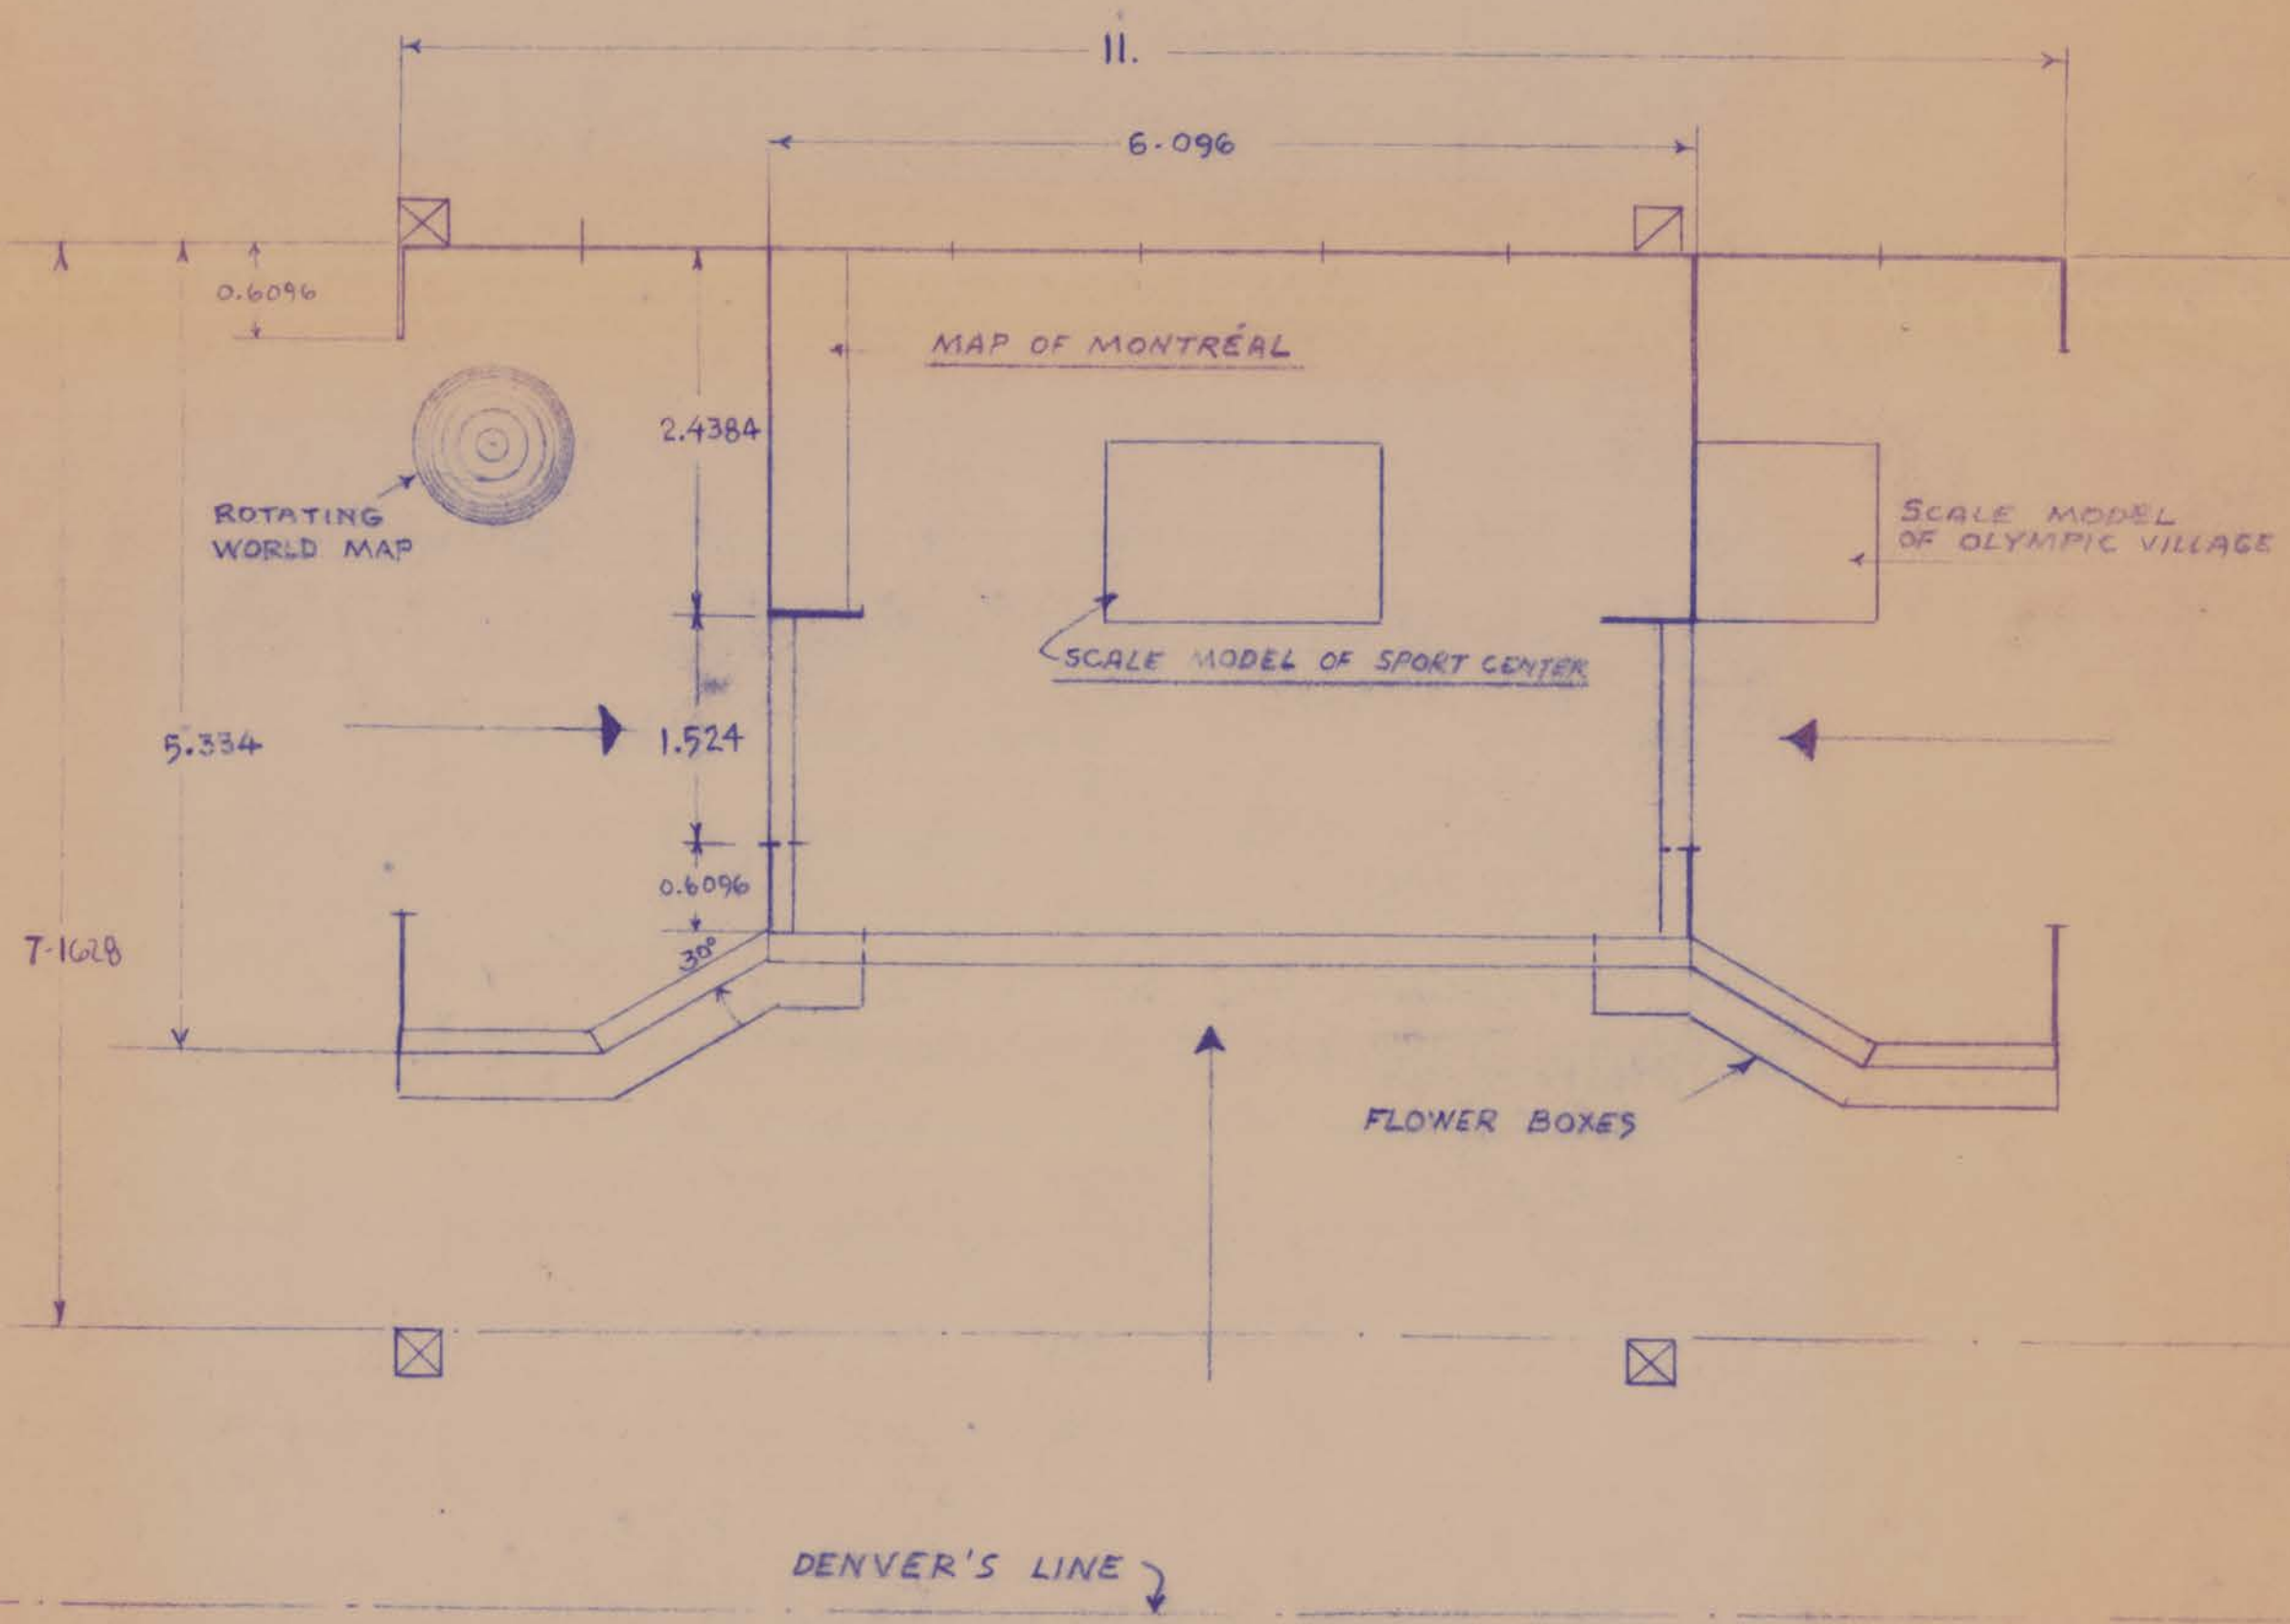 11.
6.096
0.6096
MAP OF MONTRÉAL
2.4384
ROTATING
WORLD MAP
SCALE MODEL
OF OLYMPIC VILLAGE
SCALE MODEL OF SPORT CENTER
5.334
1.524
0.6096
30°
7.1628
FLOWER BOXES
DENVER'S LINE